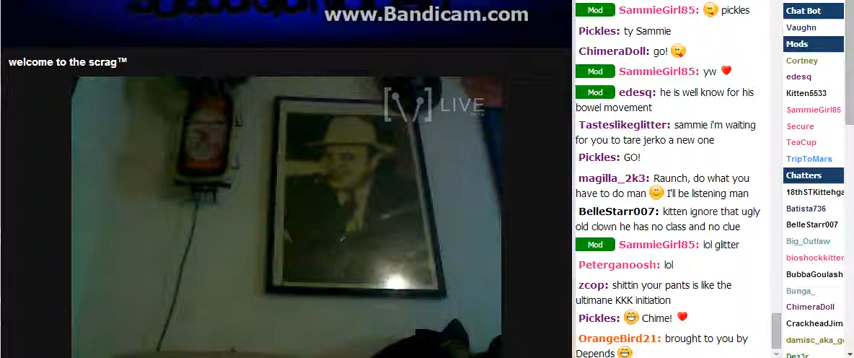 www.Bandicam.com
welcome to the scrag™
LIVE
Mod SammieGirl85: pickles
Pickles: ty Sammie
ChimeraDoll: go!
Mod SammieGirl85: yw
Mod edesq: he is well know for his
bowel movement
Tasteslikeglitter: sammie i'm waiting
for you to tare jerko a new one
Pickles: GO!
magilla_2k3: Raunch, do what you
have to do man I'll be listening man
BelleStarr007: kitten ignore that ugly
old clown he has no class and no clue
Mod SammieGirl85: lol glitter
Peterganoosh: lol
zcop: shittin your pants is like the
ultimane KKK initiation
Pickles: Chime!
OrangeBird21: brought to you by
Depends
Chat Bot
Vaughn
Mods
Cortney
edesq
Kitten5533
SammieGirl85
Secure
TeaCup
TripToMars
Chatters
18thSTKittehga
Batista736
BelleStarr007
Big_Outlaw
bioshockkitten
BubbaGoulash
Bunga_
ChimeraDoll
CrackheadJim
damisc_aka_g
Dez3r